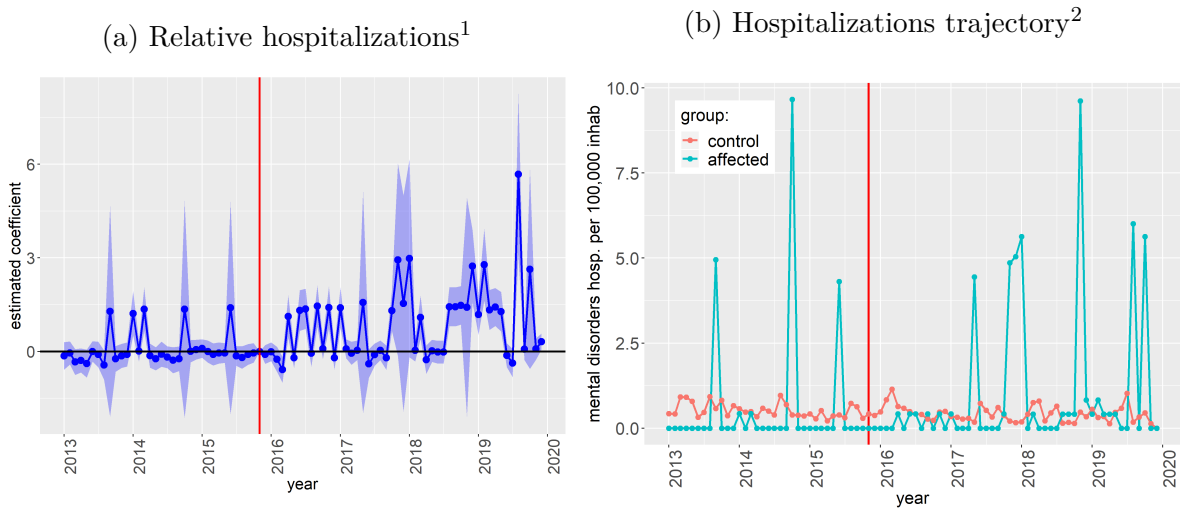 (a) Relative hospitalizations1
estimated coefficient
6
3
0
2013
2014
2015
2016
2017
2018
2019
2020
year
(b) Hospitalizations trajectory2
mental disorders hosp. per 100,000 inhab
10.0
7.5
5.0
2.5
0.0
group:
control
affected
2013
2014
2015
2016
2017
2018
2019
2020
year